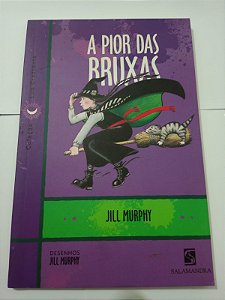 A PIOR DAS
BRUXAS
JILL MURPHY
DESENHOS
JILL MURPHY
SALAMANDRA